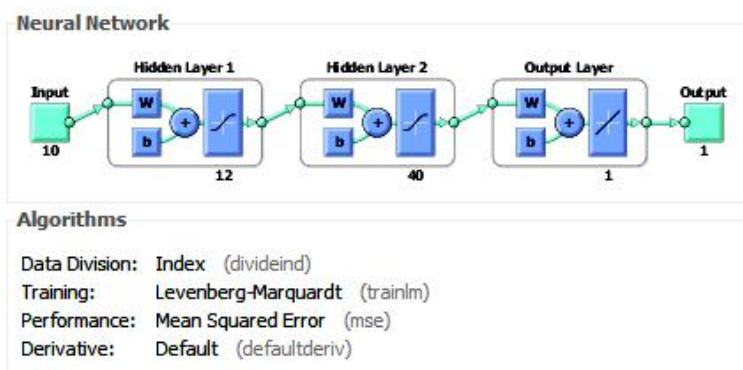 Neural Network
Hidden Layer 1 Hidden Layer 2 Output Layer
Input Output
W W W
+ + +
b b b
10 1
12 40 1
Algorithms
Data Division: Index (divideind)
Training: Levenberg-Marquardt (trainlm)
Performance: Mean Squared Error (mse)
Derivative: Default (defaultderiv)